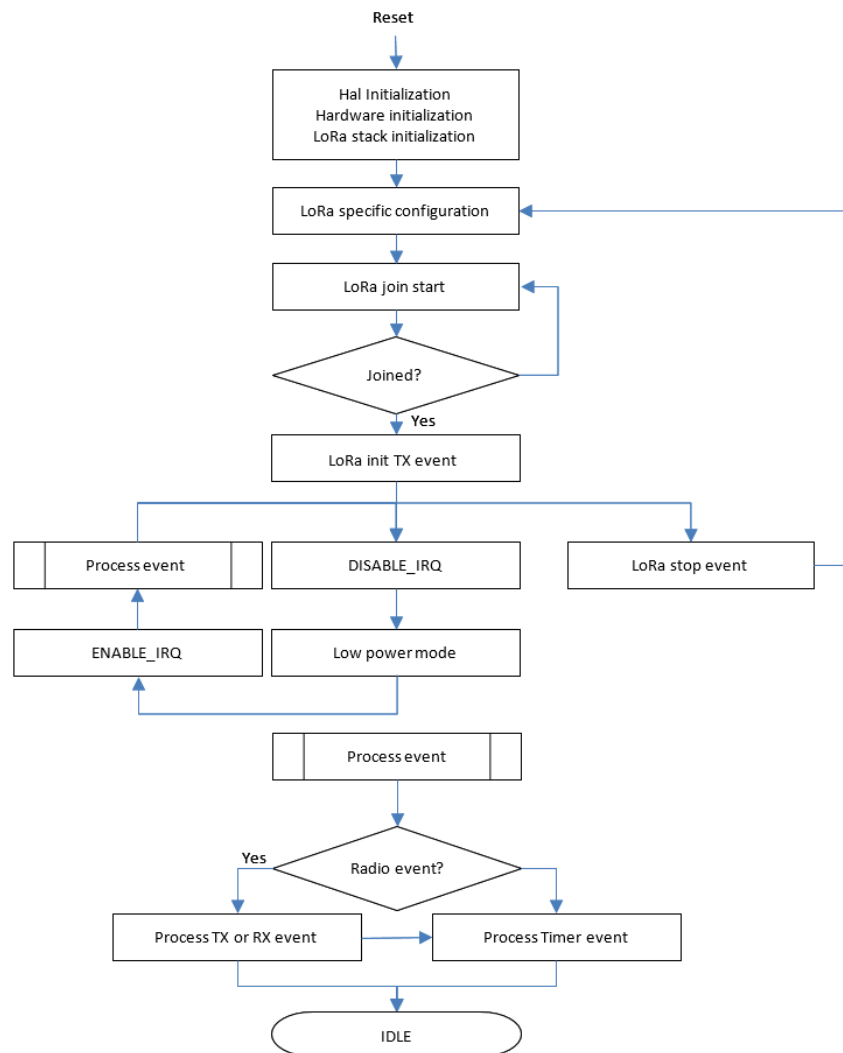 Reset
Hal Initialization
Hardware initialization
LoRa stack initialization
LoRa specific configuration
LoRa join start
Joined?
Yes
LoRa init TX event
Process event
DISABLE_IRQ
LoRa stop event
ENABLE_IRQ
Low power mode
Process event
Yes
Radio event?
Process TX or RX event
Process Timer event
IDLE